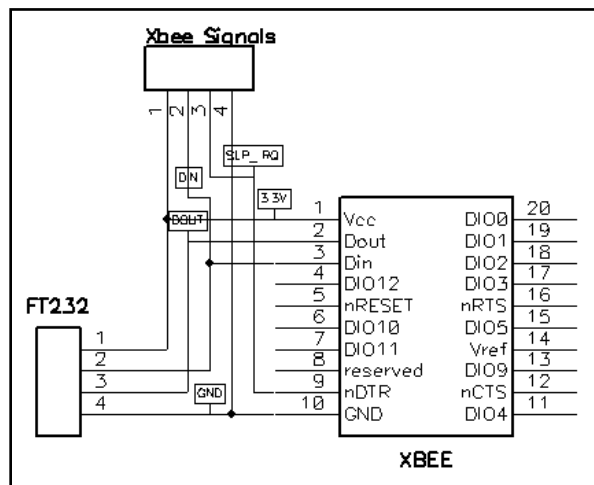 Xbee Signals
1 2 3 4
SLP_RQ
DIN
3.3V
DOUT
1 Vcc DIO0 20
2 Dout DIO1 19
3 Din DIO2 18
4 DIO12 DIO3 17
5 nRESET nRTS 16
6 DIO10 DIO5 15
7 DIO11 Vref 14
8 reserved DIO9 13
9 nDTR nCTS 12
10 GND DIO4 11
XBEE
FT232
1
2
3
4
GND